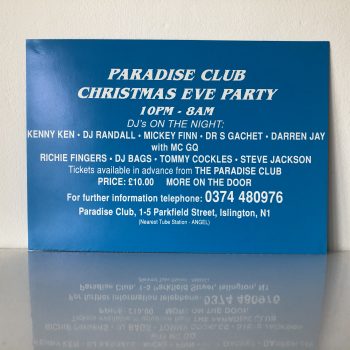 PARADISE CLUB
CHRISTMAS EVE PARTY
10PM - 8AM
DJ's ON THE NIGHT:
KENNY KEN • DJ RANDALL • MICKEY FINN • DR S GACHET • DARREN JAY
with MC GQ
RICHIE FINGERS • DJ BAGS • TOMMY COCKLES • STEVE JACKSON
Tickets available in advance from THE PARADISE CLUB
PRICE: £10.00 MORE ON THE DOOR
For further information telephone: 0374 480976
Paradise Club, 1-5 Parkfield Street, Islington, N1
(Nearest Tube Station - ANGEL)